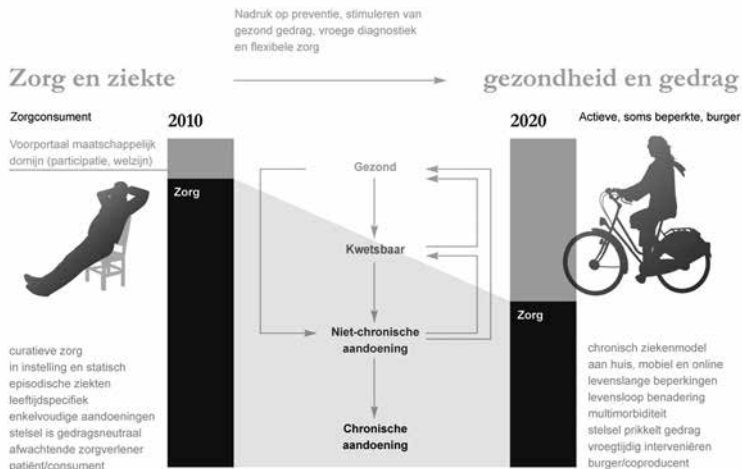 Nadruk op preventie, stimuleren van
gezond gedrag, vroege diagnostiek
en flexibele zorg
Zorg en ziekte
gezondheid en gedrag
Zorgconsument
2010
2020
Actieve, soms beperkte, burger
Voorportaal maatschappelijk
domijn (participatie, welzijn)
Zorg
Gezond
Kwetsbaar
Niet-chronische
aandoening
Chronische
aandoening
Zorg
curatieve zorg
in instelling en statisch
episodische ziekten
leeftijdspecifiek
enkelvoudige aandoeningen
stelsel is gedragsneutraal
afwachtende zorgverlener
patiënt/consument
chronisch ziekenmodel
aan huis, mobiel en online
levenslange beperkingen
levensloop benadering
multimorbiditeit
stelsel prikkelt gedrag
vroegtijdig interveniëren
burger/coproducent